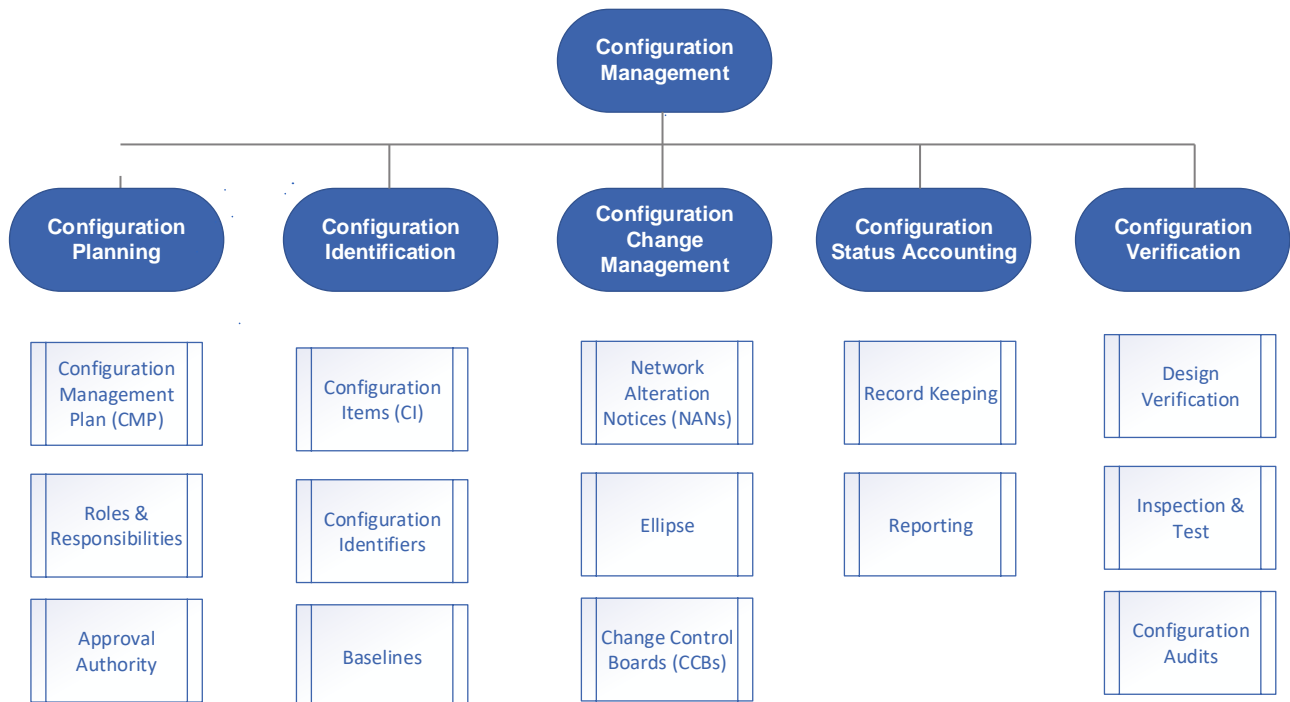 Configuration
Management
Configuration
Planning
Configuration
Identification
Configuration
Change
Management
Configuration
Status Accounting
Configuration
Verification
Configuration
Management
Plan (CMP)
Roles &
Responsibilities
Approval
Authority
Configuration
Items (CI)
Configuration
Identifiers
Baselines
Network
Alteration
Notices (NANs)
Ellipse
Change Control
Boards (CCBs)
Record Keeping
Reporting
Design
Verification
Inspection &
Test
Configuration
Audits